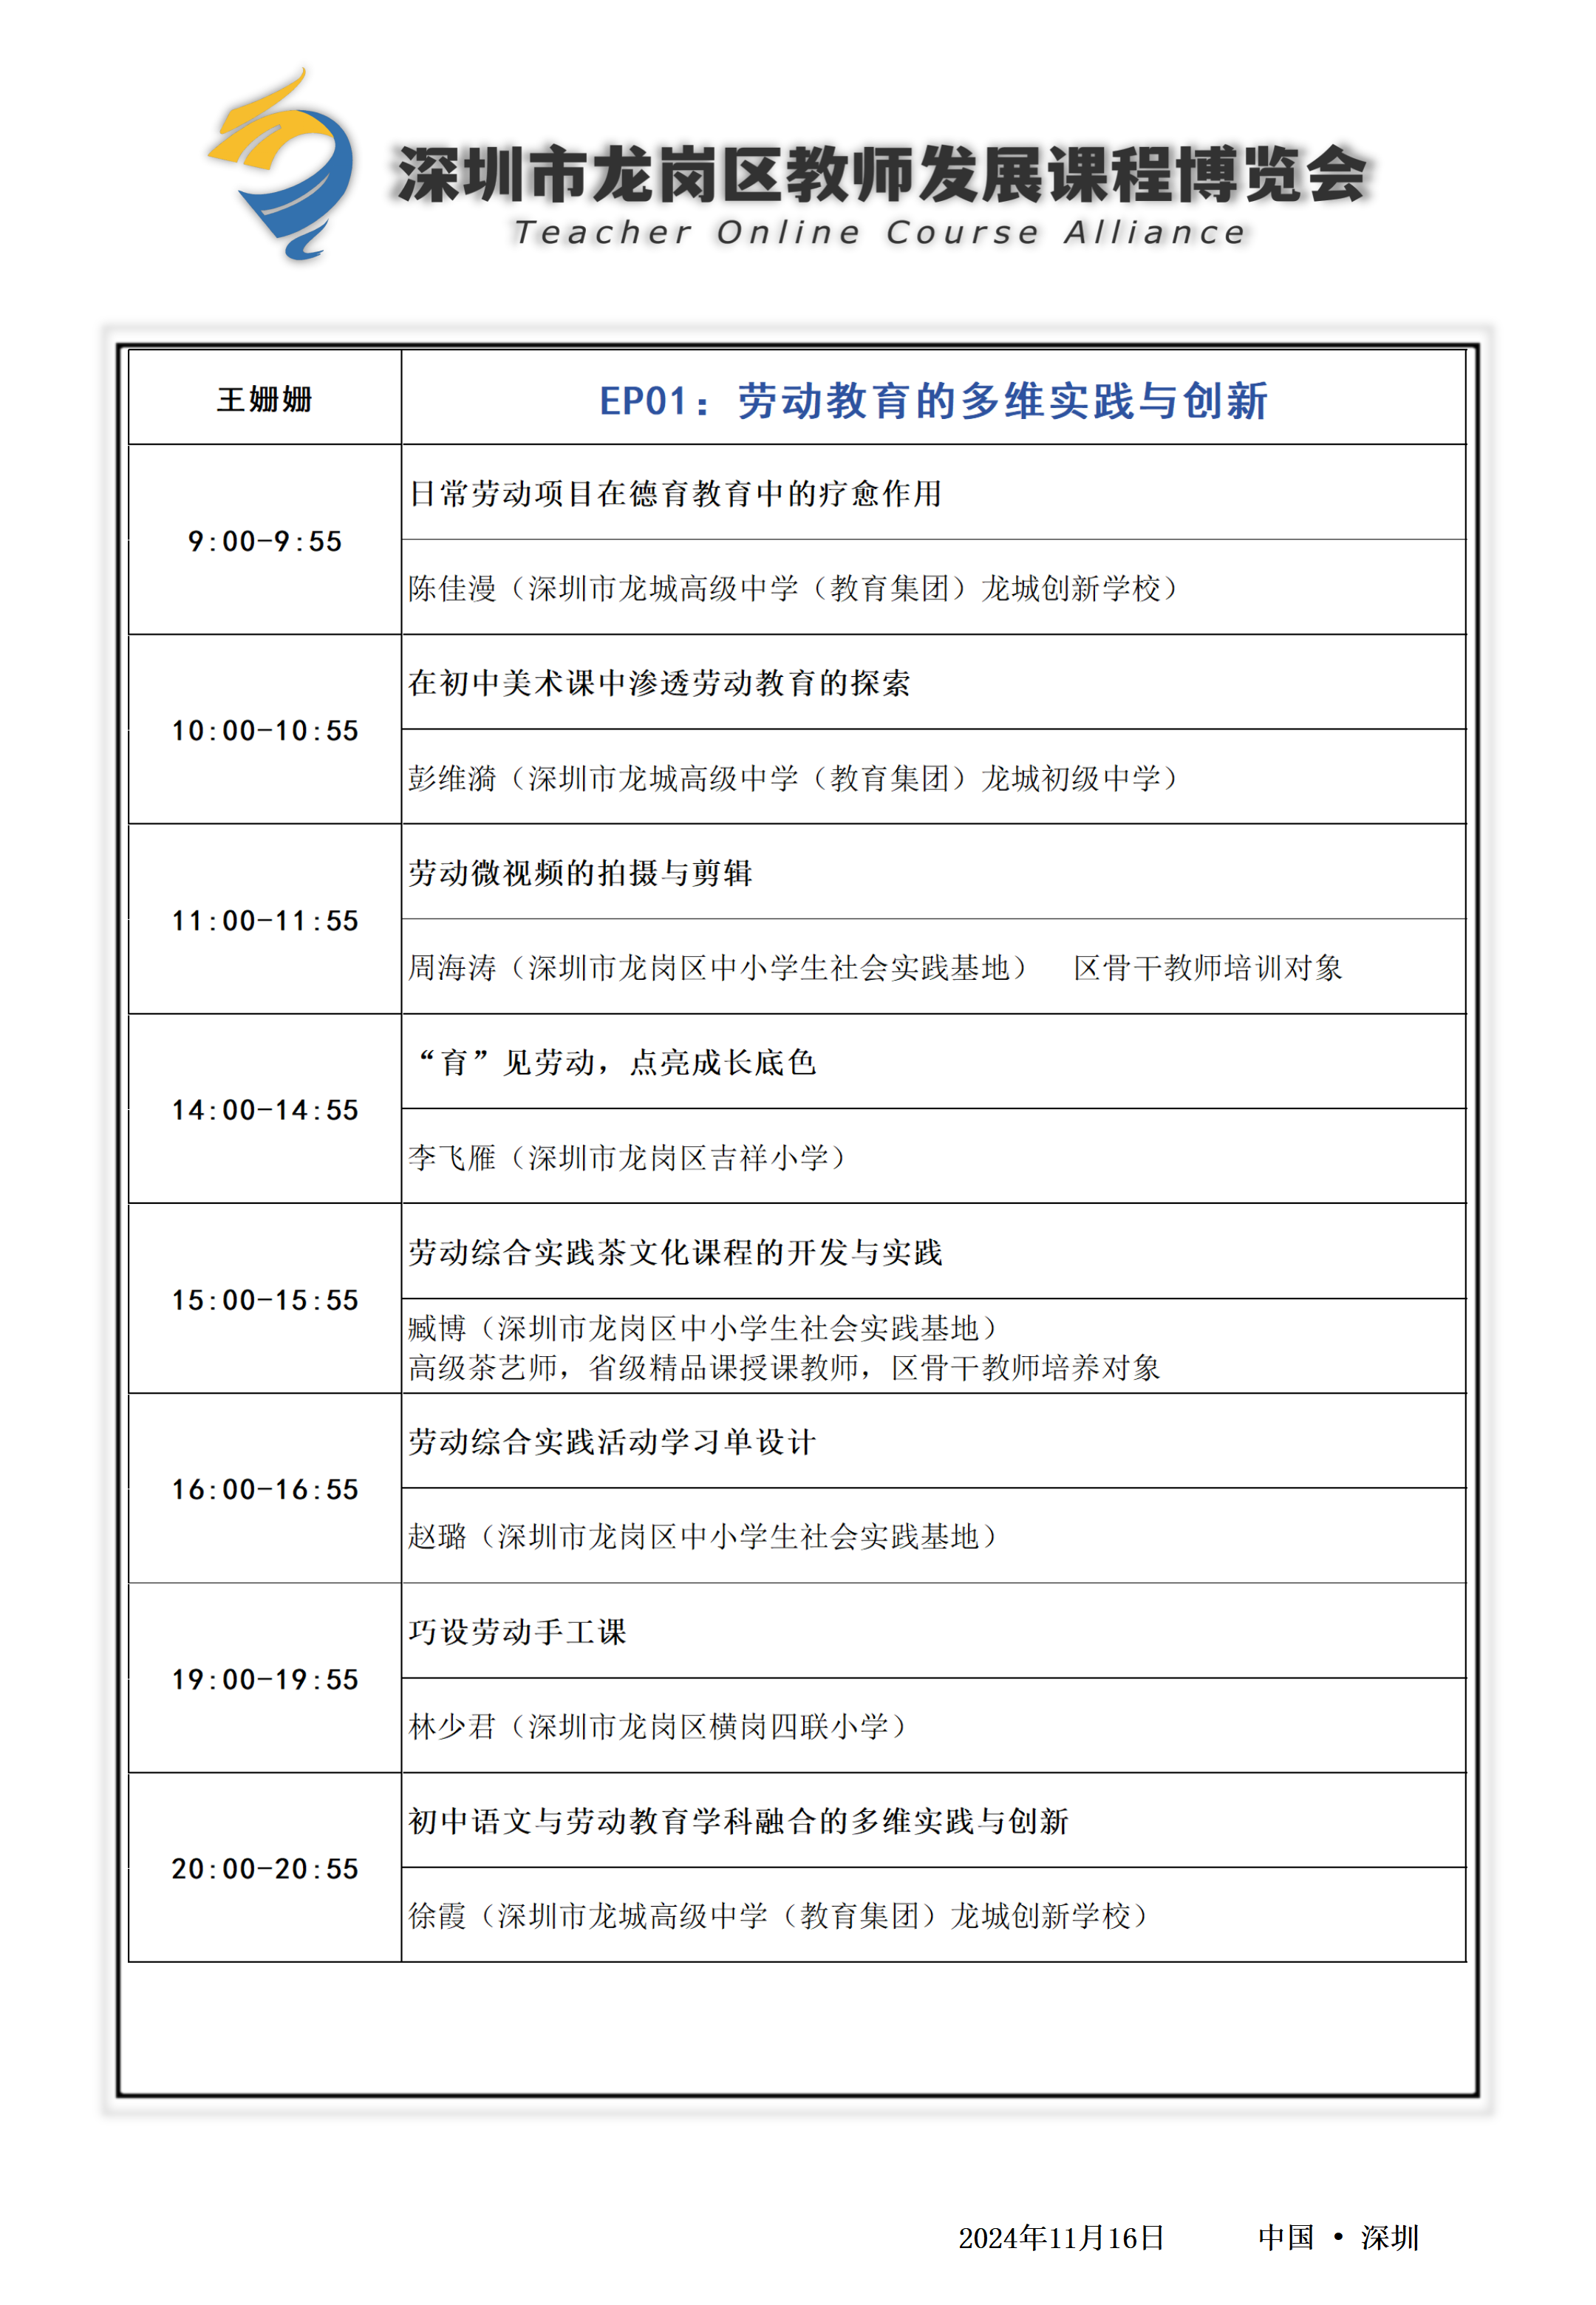 深圳市龙岗区教师发展课程博览会
Teacher Online Course Alliance
王姗姗
EP01：劳动教育的多维实践与创新
9:00-9:55
日常劳动项目在德育教育中的疗愈作用
陈佳漫（深圳市龙城高级中学（教育集团）龙城创新学校）
10:00-10:55
在初中美术课中渗透劳动教育的探索
彭维漪（深圳市龙城高级中学（教育集团）龙城初级中学）
11:00-11:55
劳动微视频的拍摄与剪辑
周海涛（深圳市龙岗区中小学生社会实践基地） 区骨干教师培训对象
14:00-14:55
“育”见劳动，点亮成长底色
李飞雁（深圳市龙岗区吉祥小学）
15:00-15:55
劳动综合实践茶文化课程的开发与实践
臧博（深圳市龙岗区中小学生社会实践基地）
高级茶艺师，省级精品课授课教师，区骨干教师培养对象
16:00-16:55
劳动综合实践活动学习单设计
赵璐（深圳市龙岗区中小学生社会实践基地）
19:00-19:55
巧设劳动手工课
林少君（深圳市龙岗区横岗四联小学）
20:00-20:55
初中语文与劳动教育学科融合的多维实践与创新
徐霞（深圳市龙城高级中学（教育集团）龙城创新学校）
2024年11月16日 中国 • 深圳